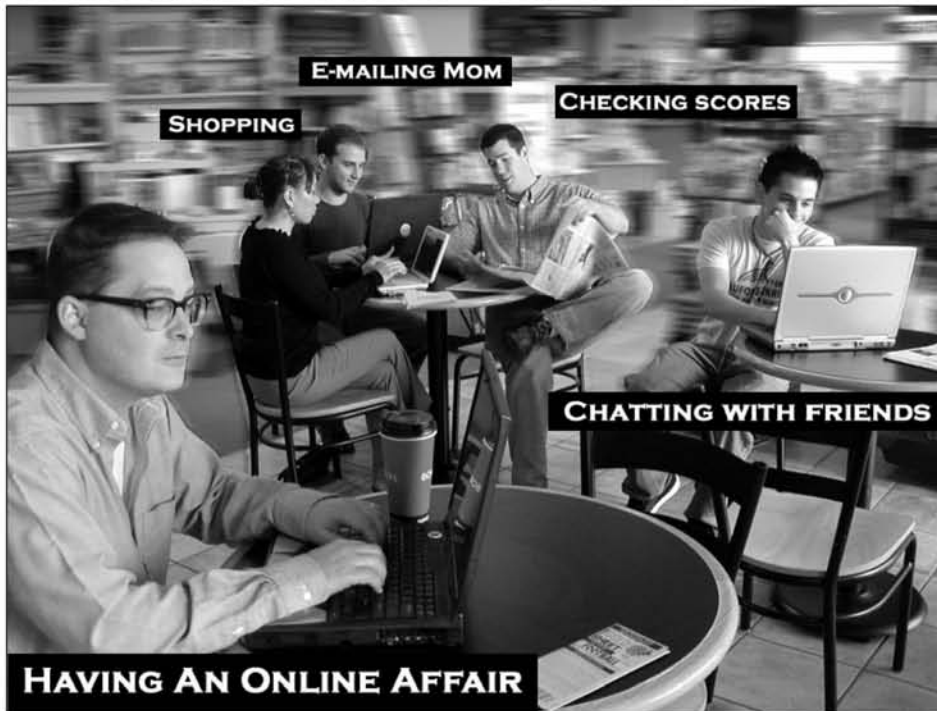 E-mailing Mom
Checking scores
Shopping
Chatting with friends
Having An Online Affair